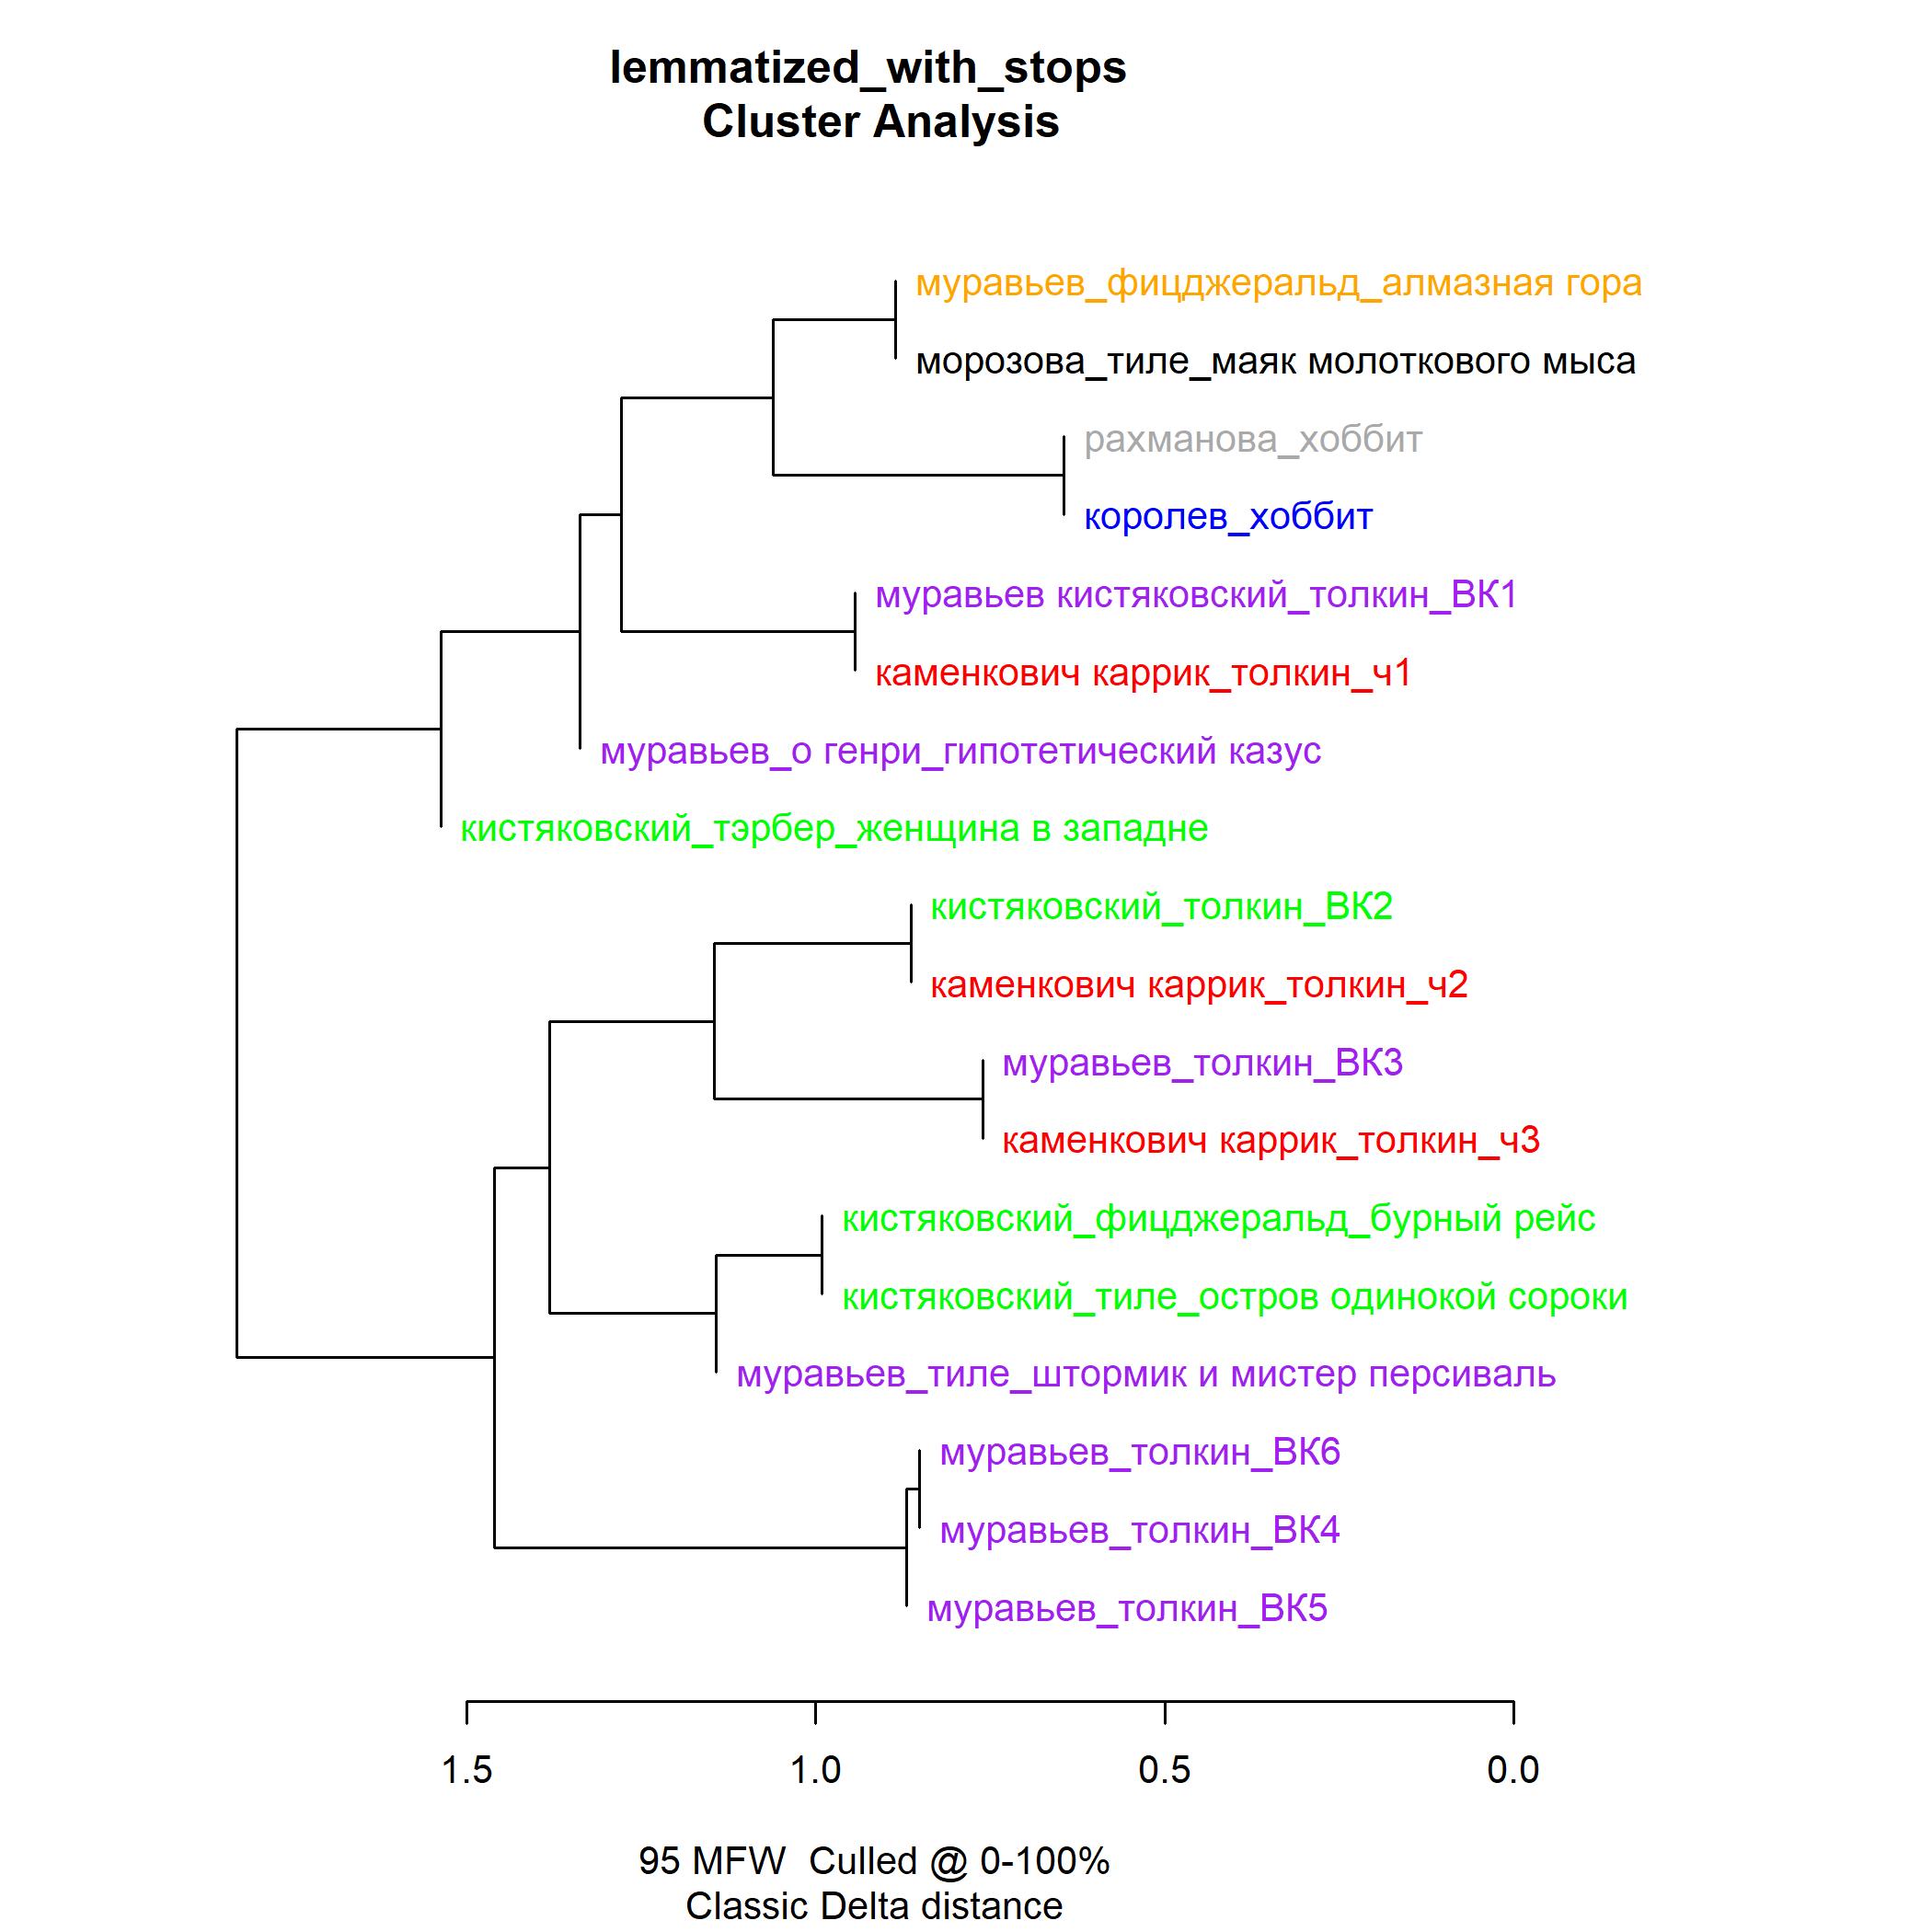 lemmatized_with_stops
Cluster Analysis
муравьев_фицджеральд_алмазная гора
морозова_тиле_маяк молоткового мыса
рахманова_хоббит
королев_хоббит
муравьев кистяковский_толкин_ВК1
каменкович каррик_толкин_ч1
муравьев_о генри_гипотетический казус
кистяковский_тэрбер_женщина в западне
кистяковский_толкин_ВК2
каменкович каррик_толкин_ч2
муравьев_толкин_ВК3
каменкович каррик_толкин_ч3
кистяковский_фицджеральд_бурный рейс
кистяковский_тиле_остров одинокой сороки
муравьев_тиле_штормик и мистер персиваль
муравьев_толкин_ВК6
муравьев_толкин_ВК4
муравьев_толкин_ВК5
1.5 1.0 0.5 0.0
95 MFW  Culled @ 0-100%
Classic Delta distance